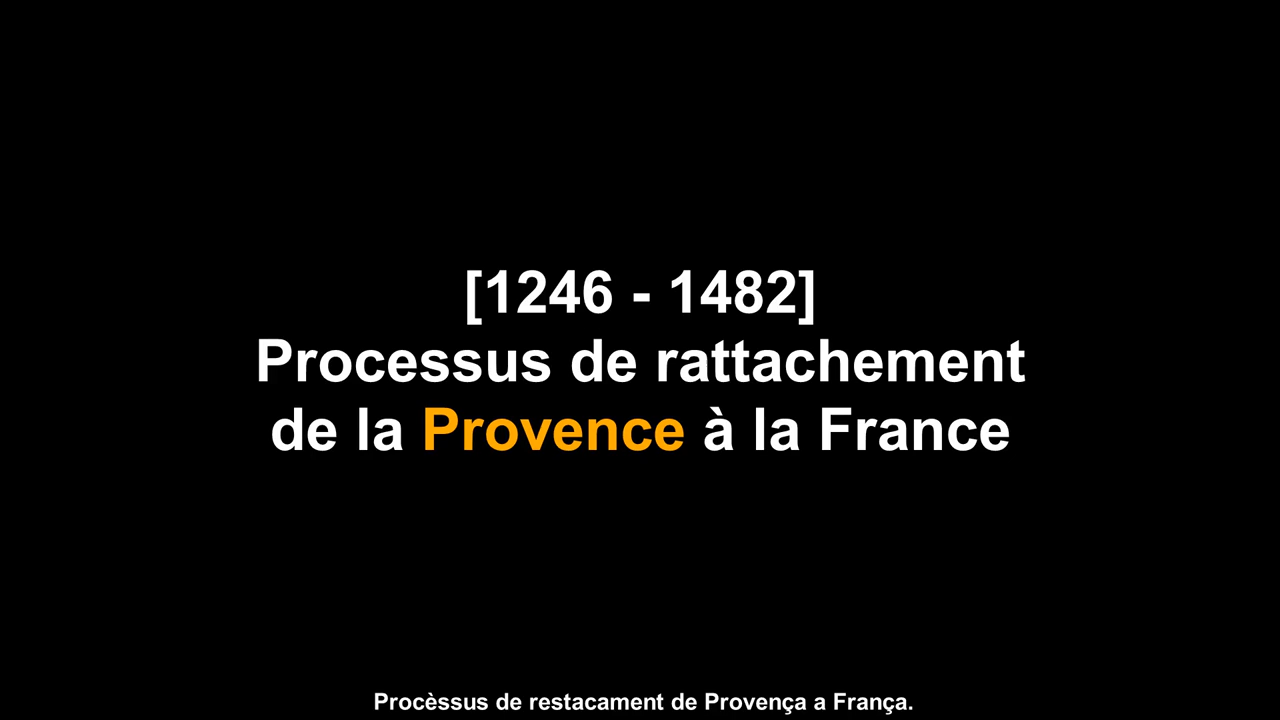 [1246 - 1482]
Processus de rattachement
de la Provence à la France
Procèssus de restacament de Provença a França.